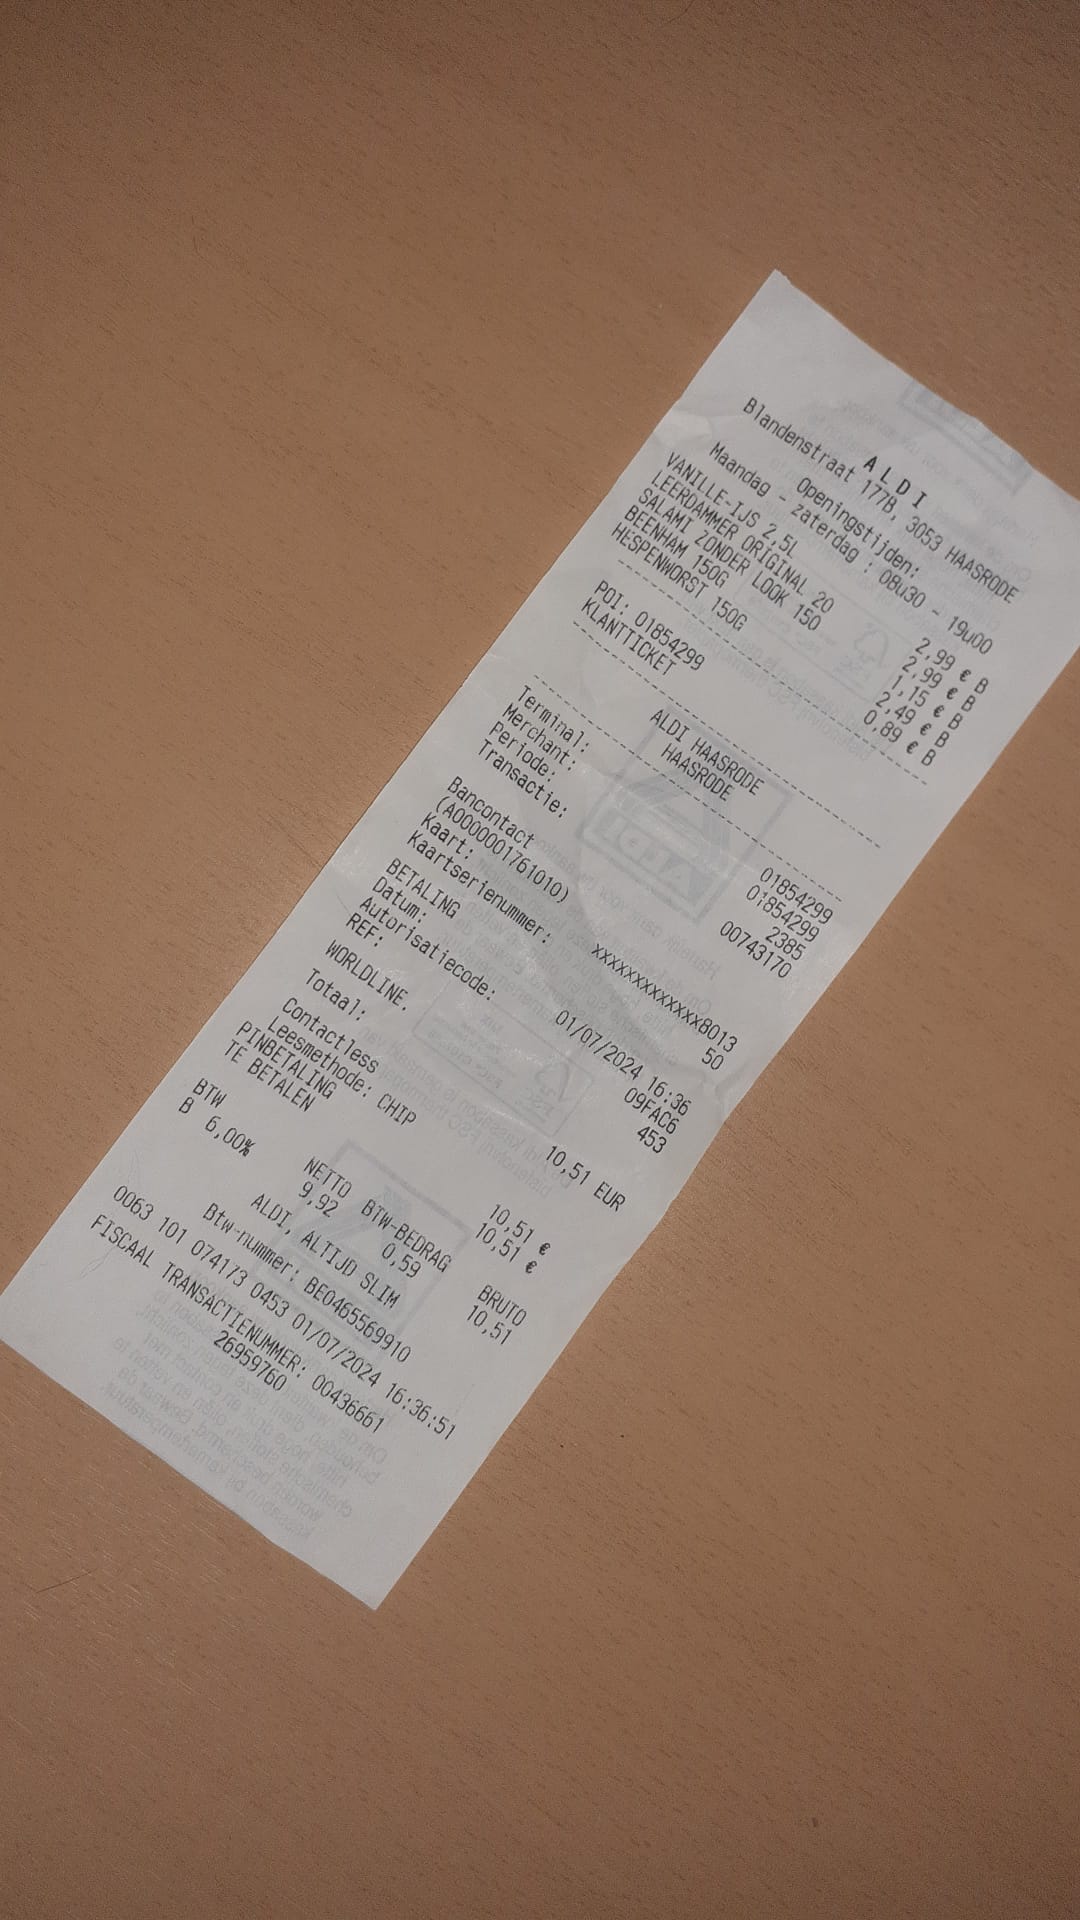 ALDI
Blandenstraat 177B, 3053 HAASRODE
Openingstijden:
Maandag - zaterdag : 08u30 - 19u00
VANILLE-IJS 2,5L 2,99 € B
LEERDAMMER ORIGINAL 20 2,99 € B
SALAMI ZONDER LOOK 150 1,15 € B
BEENHAM 150G 2,49 € B
HESPENWORST 150G 0,89 € B
POI: 01854299
KLANTTICKET
ALDI HAASRODE
HAASRODE
Terminal: 01854299
Merchant: 01854299
Periode: 2385
Transactie: 00743170
Bancontact
(A0000001761010)
Kaart: xxxxxxxxxxxxx8013
Kaartserienummer: 50
BETALING
Datum: 01/07/2024 16:36
Autorisatiecode: 09FAC6
REF: 453
WORLDLINE.
Totaal: 10,51 EUR
Contactless
Leesmethode: CHIP
PINBETALING 10,51 €
TE BETALEN 10,51 €
BTW NETTO BTW-BEDRAG BRUTO
B 6,00% 9,92 0,59 10,51
ALDI, ALTIJD SLIM
Btw-nummer: BE0465569910
0063 101 074173 0453 01/07/2024 16:36:51
FISCAAL TRANSACTIENUMMER: 00436661
26959760